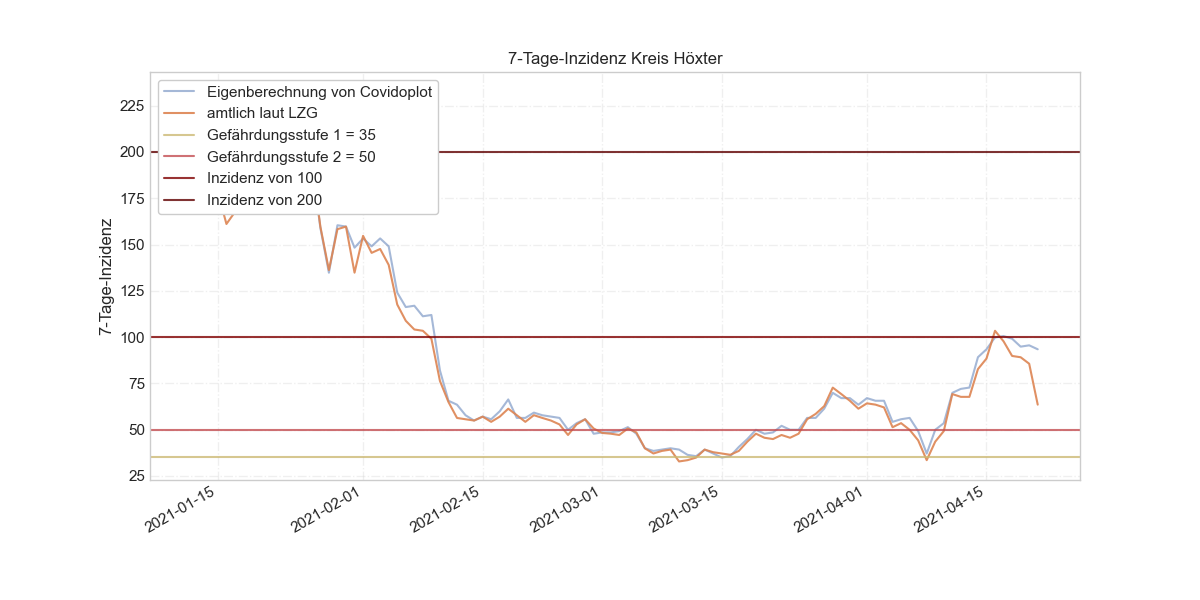 7-Tage-Inzidenz Kreis Höxter
Eigenberechnung von Covidoplot
amtlich laut LZG
Gefährdungsstufe 1 = 35
Gefährdungsstufe 2 = 50
Inzidenz von 100
Inzidenz von 200
7-Tage-Inzidenz
225
200
175
150
125
100
75
50
25
2021-01-15
2021-02-01
2021-02-15
2021-03-01
2021-03-15
2021-04-01
2021-04-15